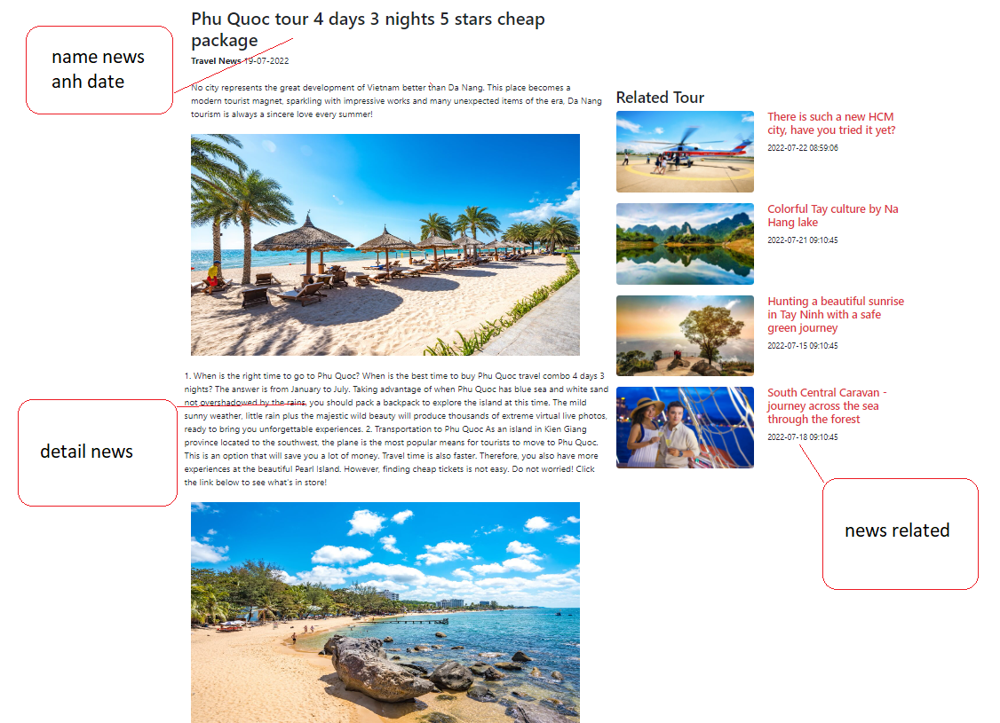 Phu Quoc tour 4 days 3 nights 5 stars cheap
package
Travel News 19-07-2022
name news
anh date
No city represents the great development of Vietnam better than Da Nang. This place becomes a
modern tourist magnet, sparkling with impressive works and many unexpected items of the era, Da Nang
tourism is always a sincere love every summer!
1. When is the right time to go to Phu Quoc? When is the best time to buy Phu Quoc travel combo 4 days 3
nights? The answer is from January to July. Taking advantage of when Phu Quoc has blue sea and white sand
not overshadowed by the rains, you should pack a backpack to explore the island at this time. The mild
sunny weather, little rain plus the majestic wild beauty will produce thousands of extreme virtual live photos,
ready to bring you unforgettable experiences. 2. Transportation to Phu Quoc As an island in Kien Giang
province located to the southwest, the plane is the most popular means for tourists to move to Phu Quoc.
This is an option that will save you a lot of money. Travel time is also faster. Therefore, you also have more
experiences at the beautiful Pearl Island. However, finding cheap tickets is not easy. Do not worried! Click
the link below to see what's in store!
detail news
Related Tour
There is such a new HCM
city, have you tried it yet?
2022-07-22 08:59:06
Colorful Tay culture by Na
Hang lake
2022-07-21 09:10:45
Hunting a beautiful sunrise
in Tay Ninh with a safe
green journey
2022-07-15 09:10:45
South Central Caravan -
journey across the sea
through the forest
2022-07-18 09:10:45
news related